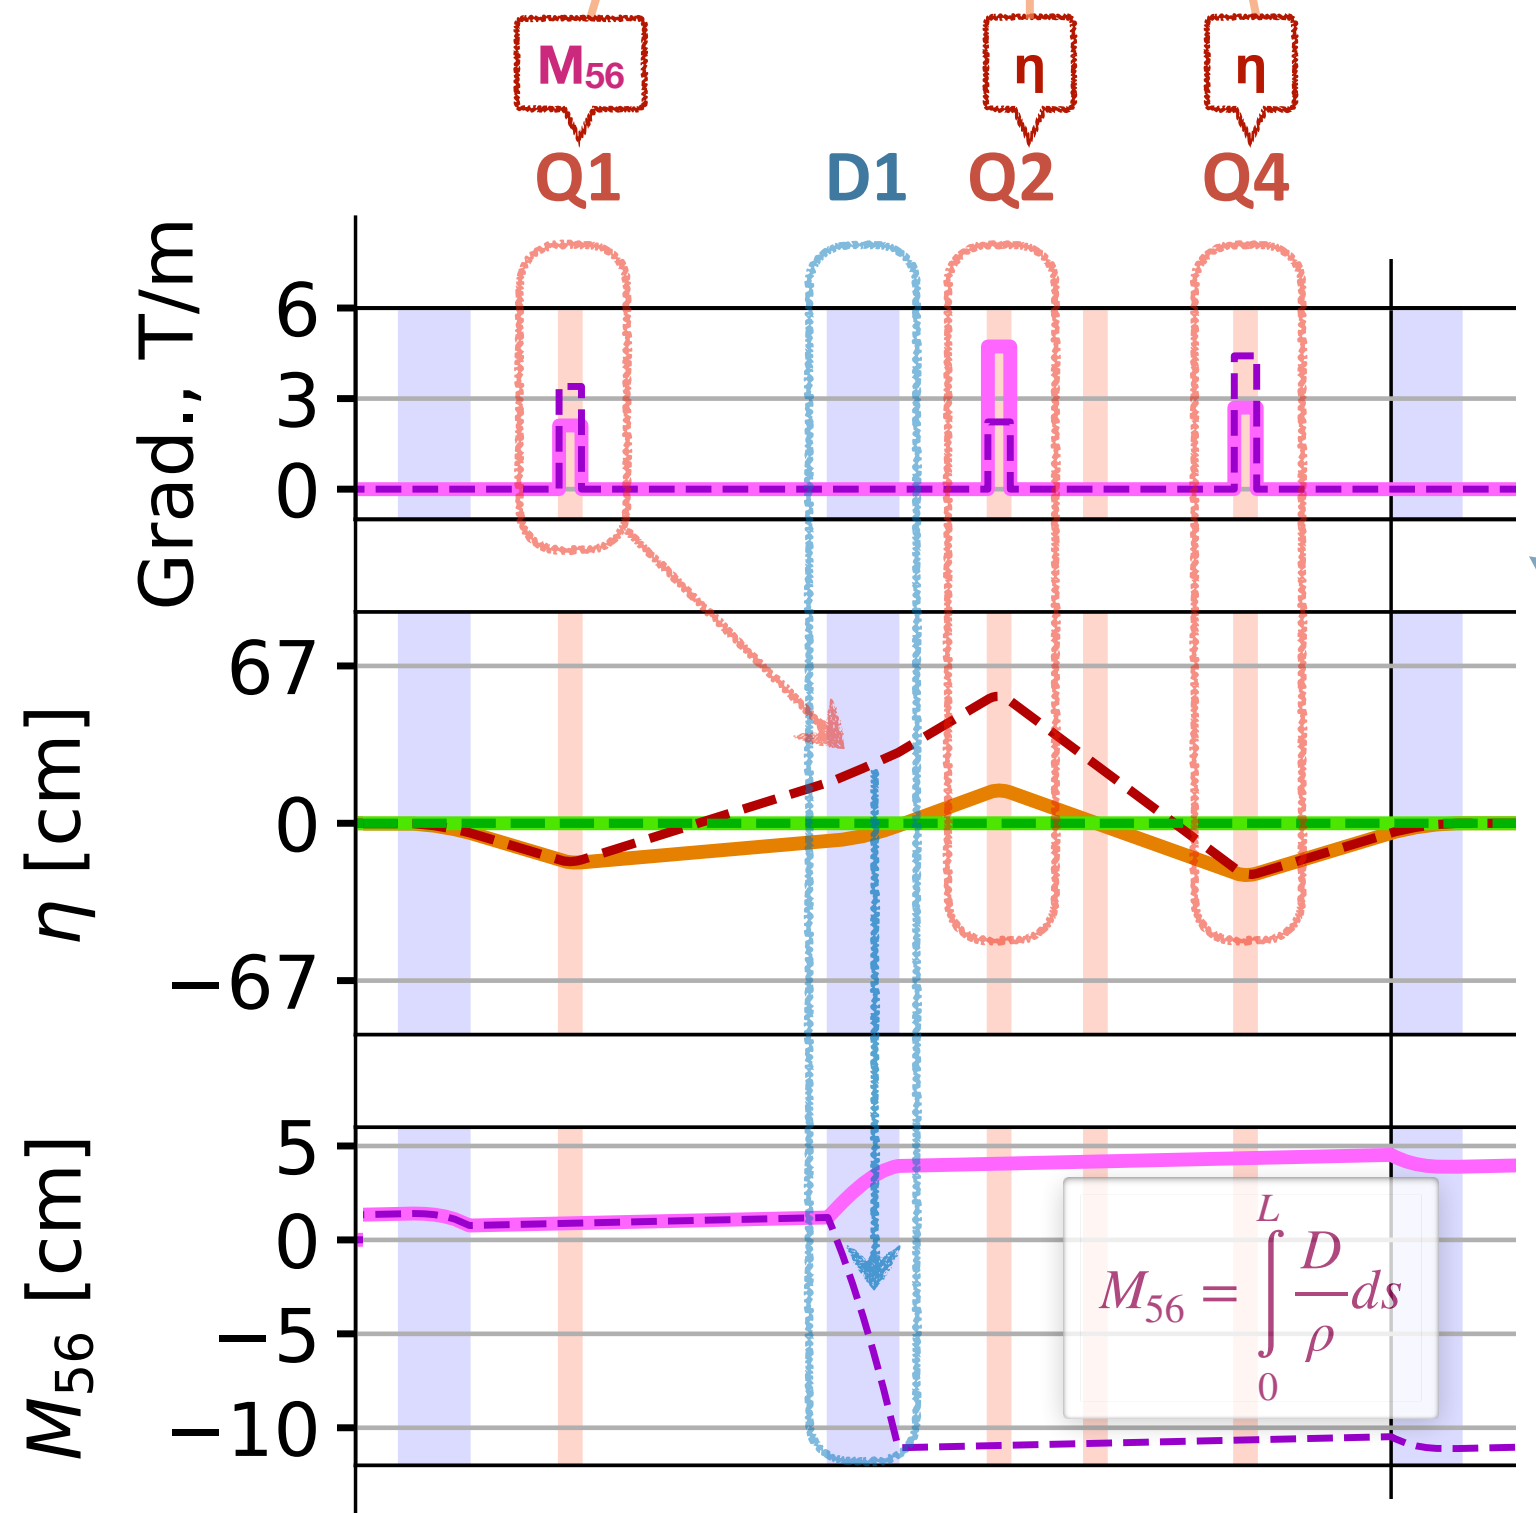 M56
η
η
Q1
D1
Q2
Q4
Grad., T/m
6
3
0
η [cm]
67
0
−67
M56 [cm]
5
0
−5
−10
M56 = ∫₀ᴸ D/ρ ds